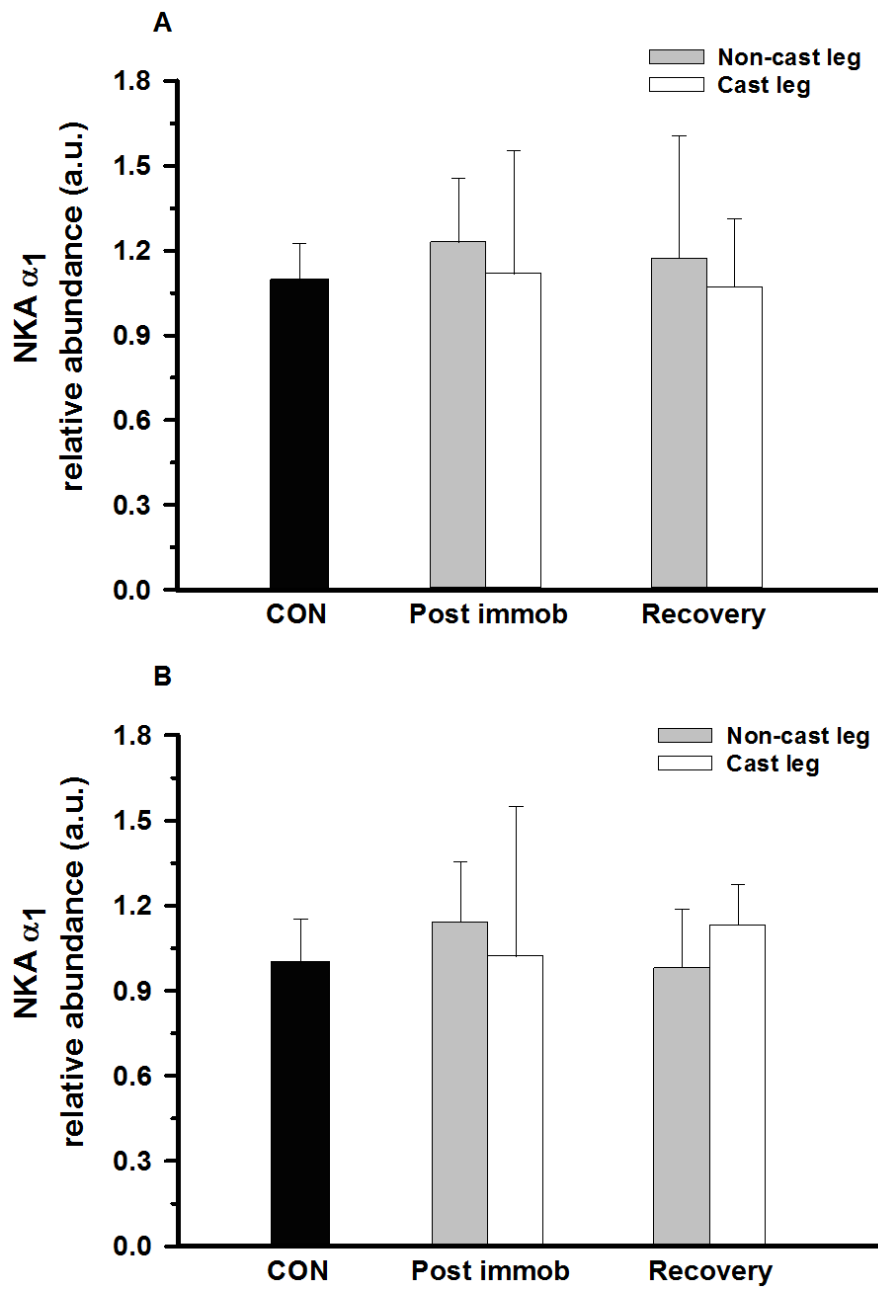 A
Non-cast leg
Cast leg
NKA α1
relative abundance (a.u.)
1.8
1.5
1.2
0.9
0.6
0.3
0.0
CON Post immob Recovery
B
Non-cast leg
Cast leg
NKA α1
relative abundance (a.u.)
1.8
1.5
1.2
0.9
0.6
0.3
0.0
CON Post immob Recovery